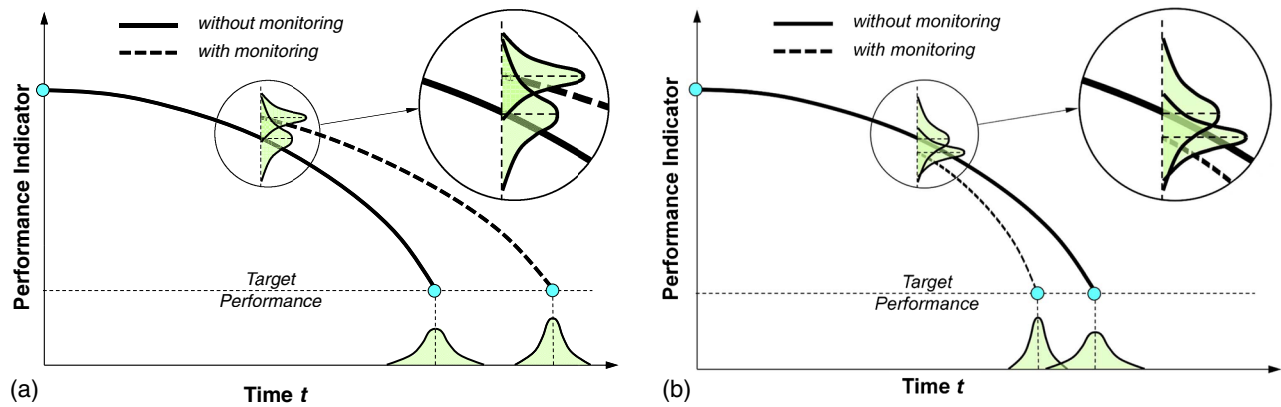 without monitoring
with monitoring
Performance Indicator
Target
Performance
(a)
Time t
without monitoring
with monitoring
Performance Indicator
Target
Performance
(b)
Time t